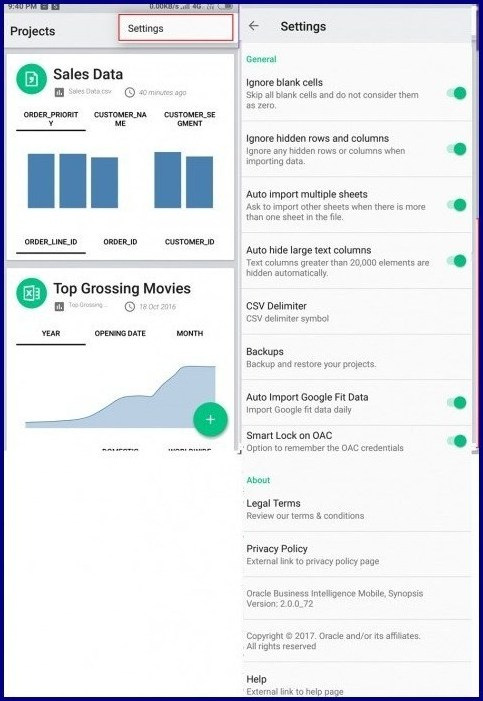 9:40 PM
0.00KB/s
4G
Projects
Settings
Sales Data
Sales Data.csv
40 minutes ago
ORDER_PRIORIT
Y
CUSTOMER_NA
ME
CUSTOMER_SE
GMENT
ORDER_LINE_ID
ORDER_ID
CUSTOMER_ID
Top Grossing Movies
Top Grossing...
18 Oct 2016
YEAR
OPENING DATE
MONTH
+
Settings
General
Ignore blank cells
Skip all blank cells and do not consider them
as zero.
Ignore hidden rows and columns
Ignore any hidden rows or columns when
importing data.
Auto import multiple sheets
Ask to import other sheets when there is more
than one sheet in the file.
Auto hide large text columns
Text columns greater than 20,000 elements are
hidden automatically.
CSV Delimiter
CSV delimiter symbol
Backups
Backup and restore your projects.
Auto Import Google Fit Data
Import Google fit data daily
Smart Lock on OAC
Option to remember the OAC credentials
About
Legal Terms
Review our terms & conditions
Privacy Policy
External link to privacy policy page
Oracle Business Intelligence Mobile, Synopsis
Version: 2.0.0_72
Copyright © 2017. Oracle and/or its affiliates.
All rights reserved
Help
External link to help page